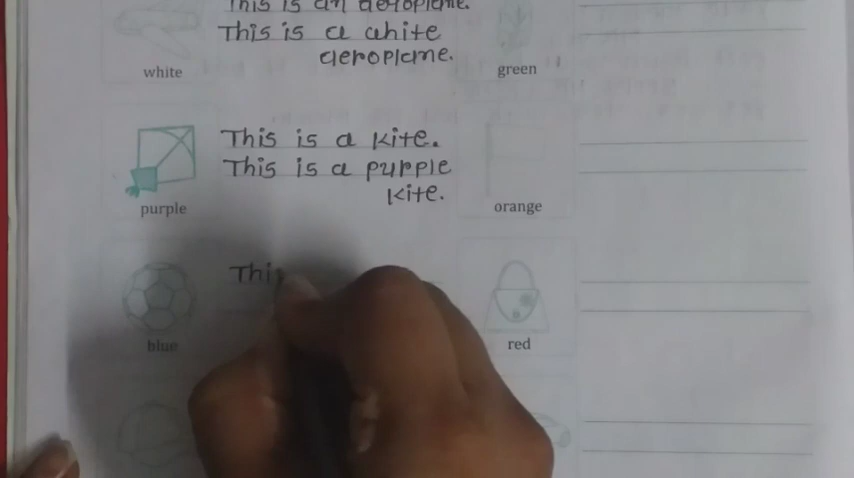 This is an aeroplane.
This is a white
aeroplane.
white
green
This is a kite.
This is a purple
kite.
purple
orange
Thi
blue
red